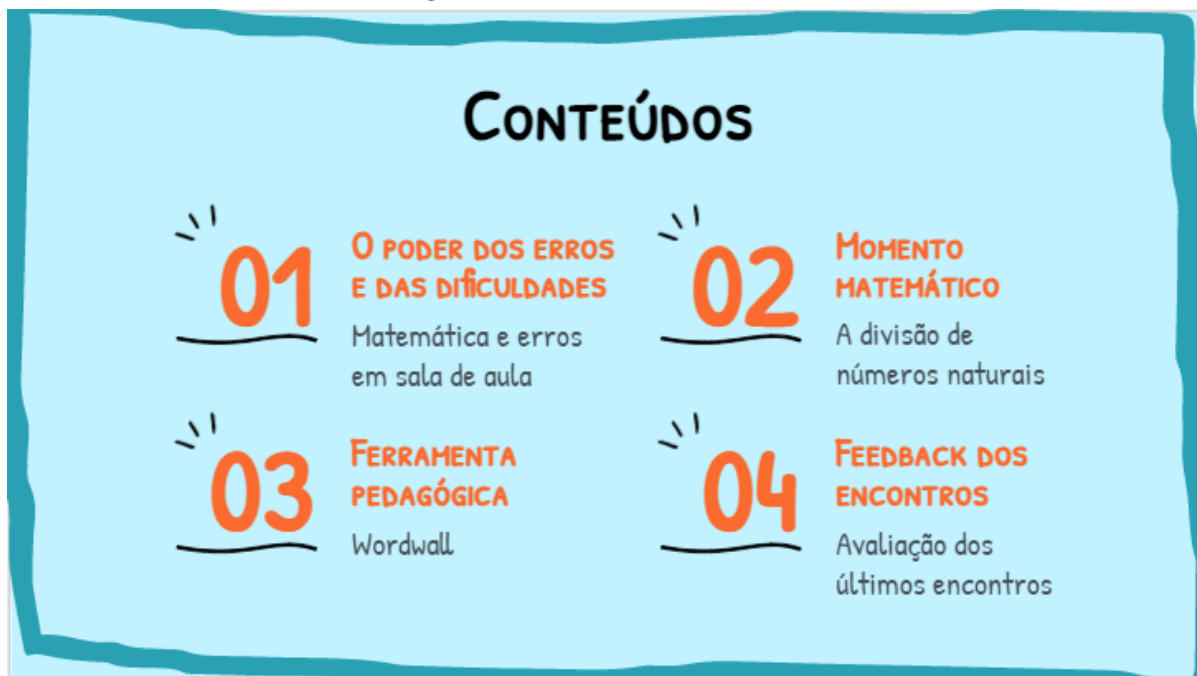 CONTEÚDOS
01
O PODER DOS ERROS
E DAS DIFICULDADES
Matemática e erros
em sala de aula
02
MOMENTO
MATEMÁTICO
A divisão de
números naturais
03
FERRAMENTA
PEDAGÓGICA
Wordwall
04
FEEDBACK DOS
ENCONTROS
Avaliação dos
últimos encontros